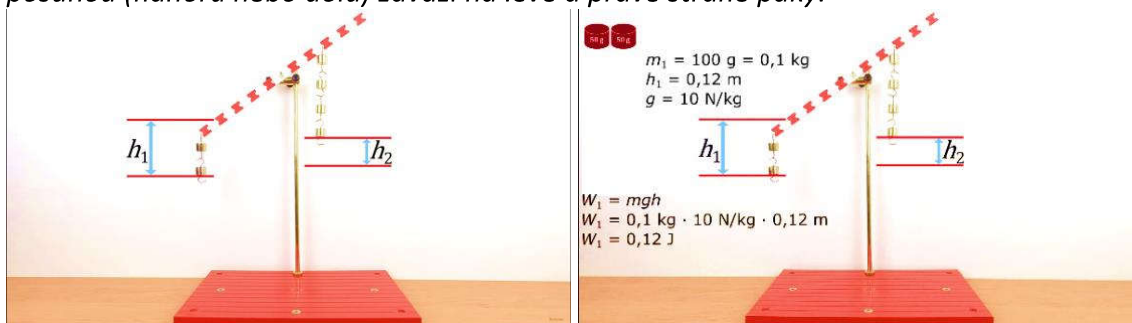 posunou (nahoru nebo dolů) závaží na levé a pravé straně páky.
h₁
h₂
50 g 50 g
m₁ = 100 g = 0,1 kg
h₁ = 0,12 m
g = 10 N/kg
h₁
h₂
W₁ = mgh
W₁ = 0,1 kg · 10 N/kg · 0,12 m
W₁ = 0,12 J